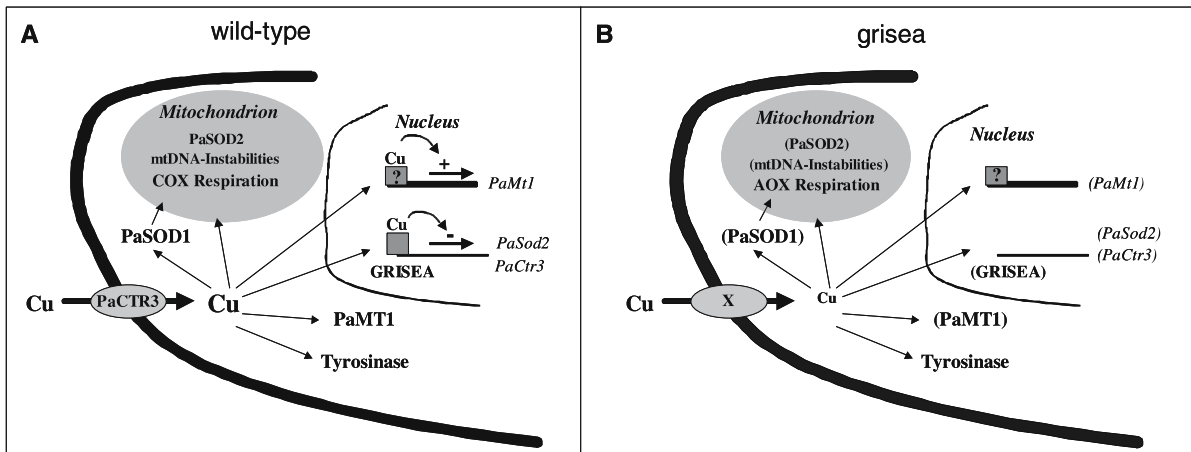 A
wild-type
Mitochondrion
PaSOD2
mtDNA-Instabilities
COX Respiration
Nucleus
Cu
+
?
PaMt1
Cu
-
PaSod2
PaCtr3
GRISEA
PaSOD1
Cu
PaCTR3
Cu
PaMT1
Tyrosinase
B
grisea
Mitochondrion
(PaSOD2)
(mtDNA-Instabilities)
AOX Respiration
Nucleus
?
(PaMt1)
(PaSod2)
(PaCtr3)
(GRISEA)
(PaSOD1)
Cu
X
Cu
(PaMT1)
Tyrosinase